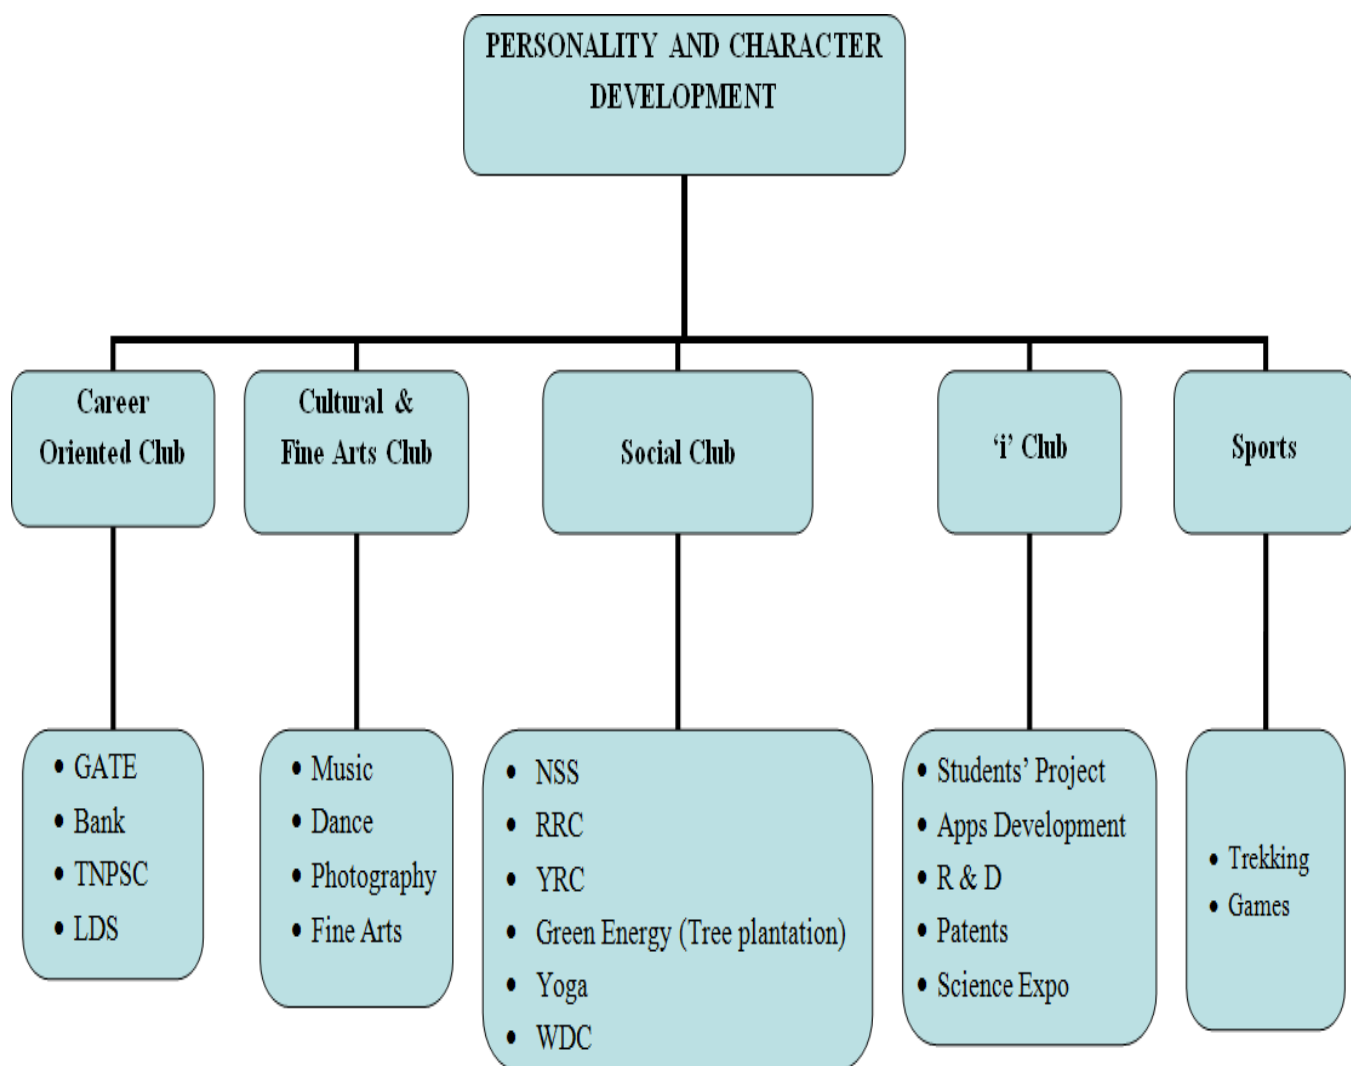 PERSONALITY AND CHARACTER
DEVELOPMENT
Career
Oriented Club
Cultural &
Fine Arts Club
Social Club
‘i’ Club
Sports
• GATE
• Bank
• TNPSC
• LDS
• Music
• Dance
• Photography
• Fine Arts
• NSS
• RRC
• YRC
• Green Energy (Tree plantation)
• Yoga
• WDC
• Students’ Project
• Apps Development
• R & D
• Patents
• Science Expo
• Trekking
• Games